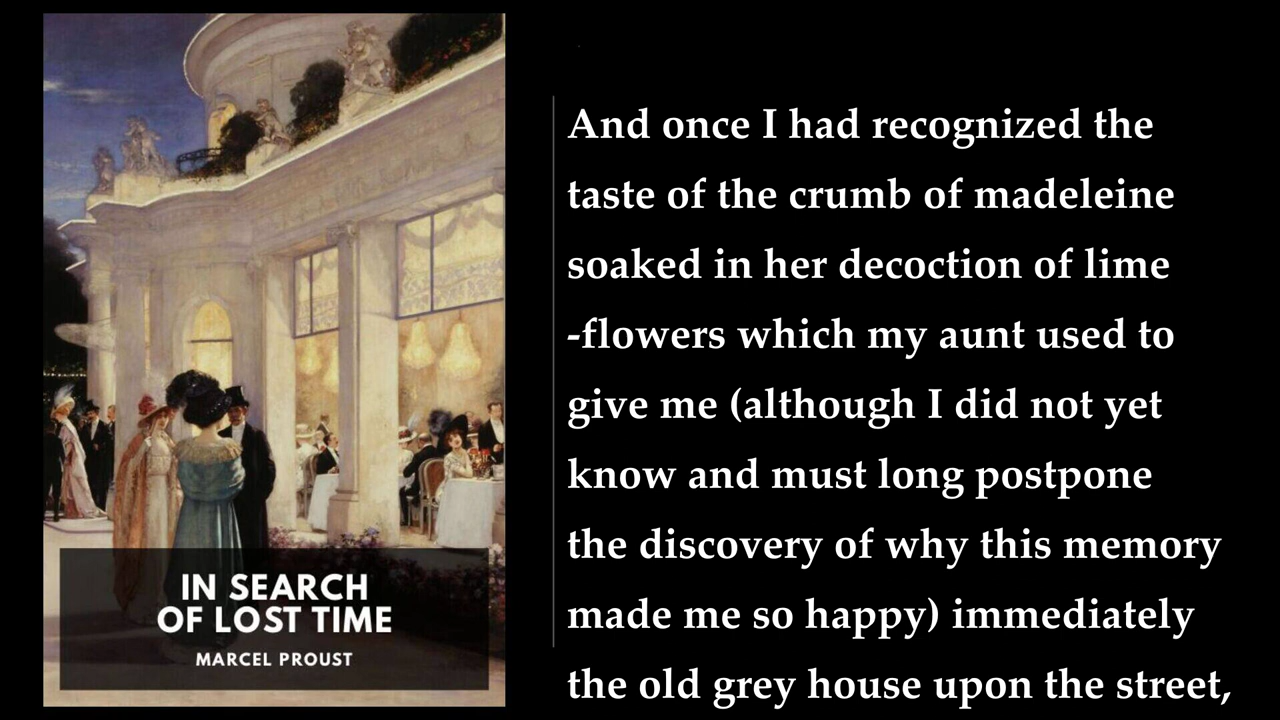 IN SEARCH
OF LOST TIME
MARCEL PROUST
And once I had recognized the
taste of the crumb of madeleine
soaked in her decoction of lime
-flowers which my aunt used to
give me (although I did not yet
know and must long postpone
the discovery of why this memory
made me so happy) immediately
the old grey house upon the street,